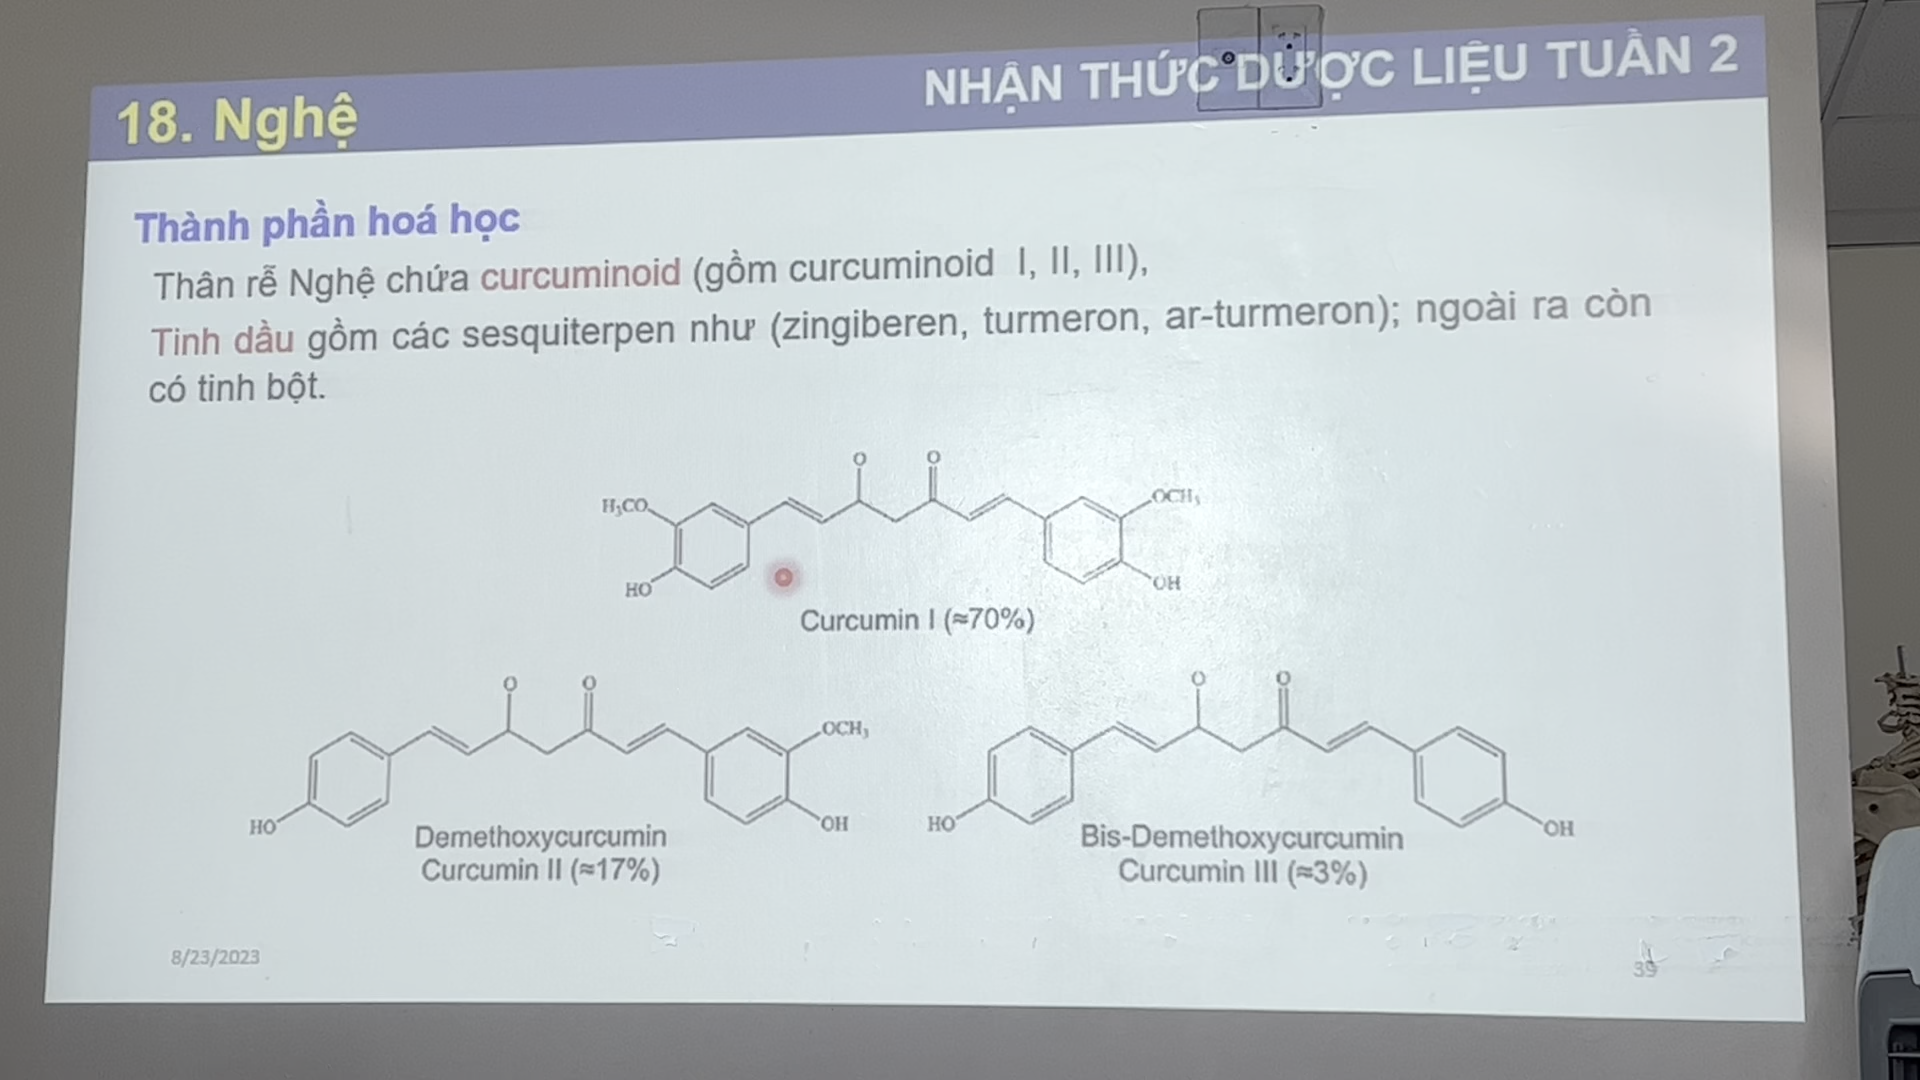 18. Nghệ
NHẬN THỨC DƯỢC LIỆU TUẦN 2
Thành phần hoá học
Thân rễ Nghệ chứa curcuminoid (gồm curcuminoid I, II, III),
Tinh dầu gồm các sesquiterpen như (zingiberen, turmeron, ar-turmeron); ngoài ra còn
có tinh bột.
O O
H₃CO OCH₃
HO OH
Curcumin I (≈70%)
O O
OCH₃
HO OH
Demethoxycurcumin
Curcumin II (≈17%)
O O
HO OH
Bis-Demethoxycurcumin
Curcumin III (≈3%)
8/23/2023
39